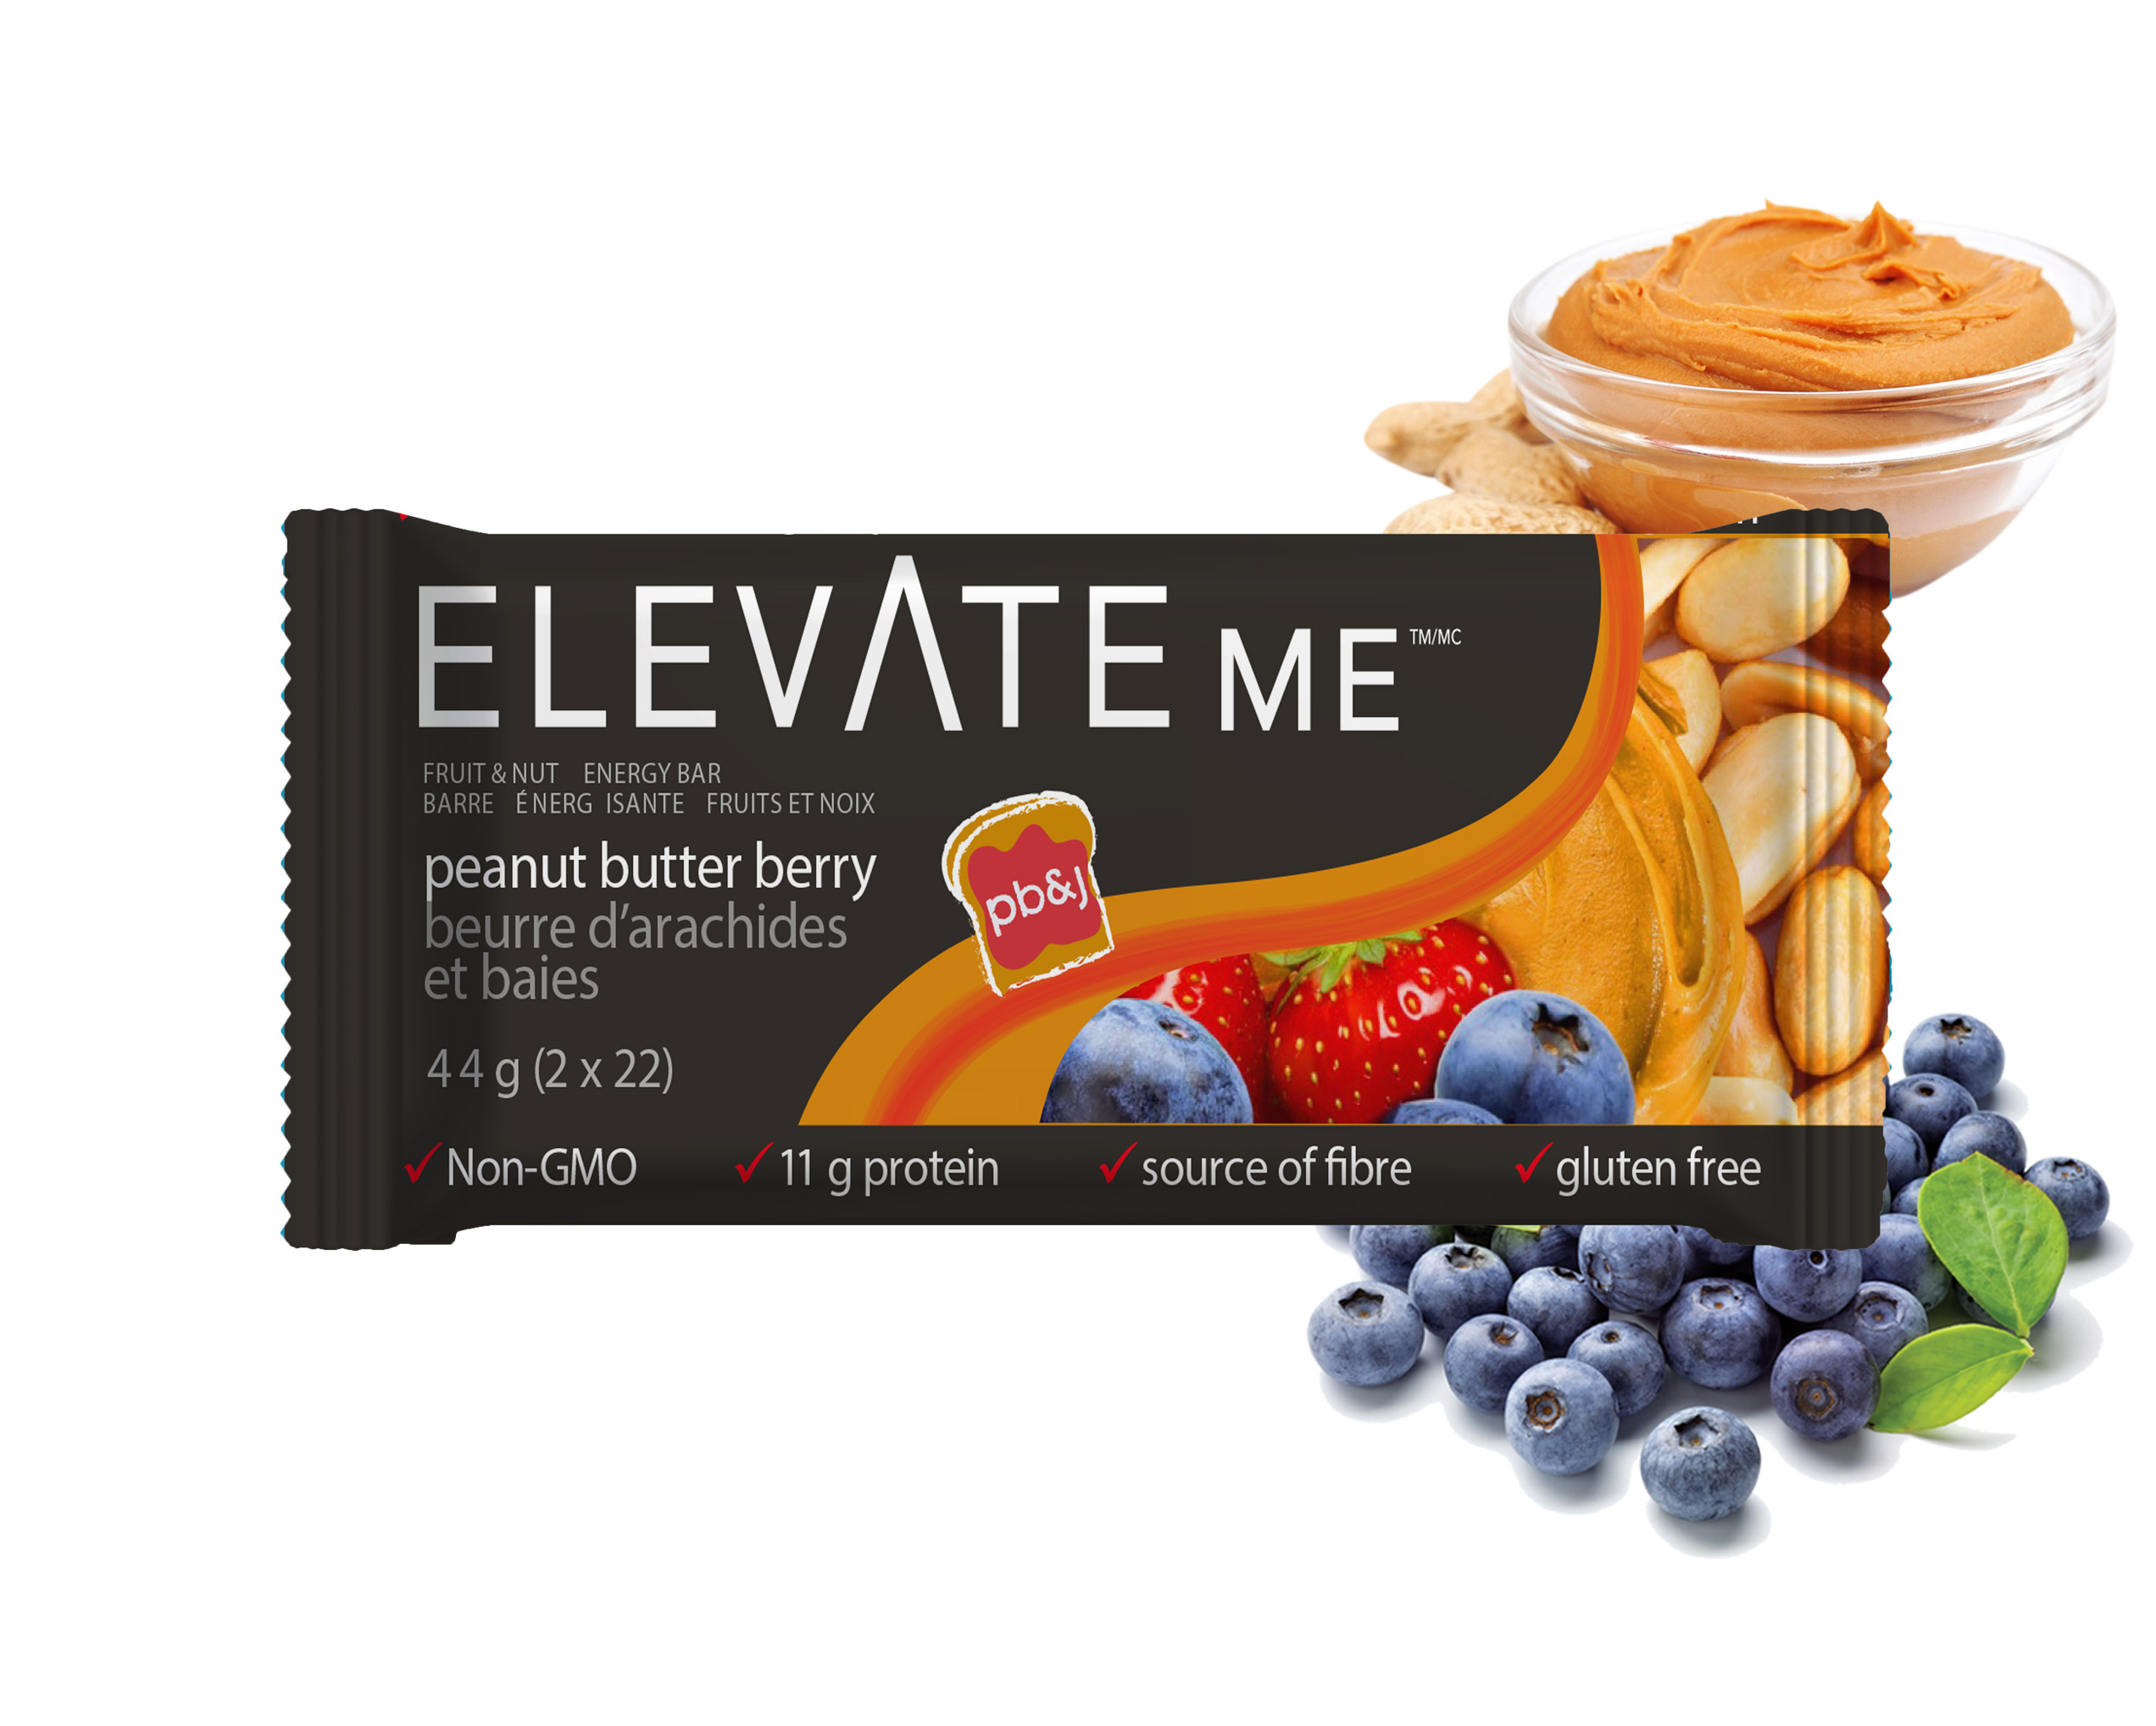 ELEVATE ME TM/MC
FRUIT & NUT ENERGY BAR
BARRE ÉNERG ISANTE FRUITS ET NOIX
peanut butter berry
beurre d'arachides
et baies
pb&j
44 g (2 x 22)
✓ Non-GMO ✓ 11 g protein ✓ source of fibre ✓ gluten free